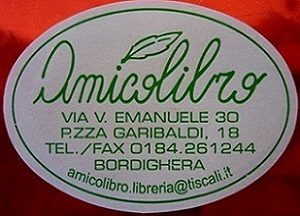 Amicolibro
VIA V. EMANUELE 30
P.ZZA GARIBALDI, 18
TEL./FAX 0184.261244
BORDIGHERA
amicolibro.libreria@tiscali.it